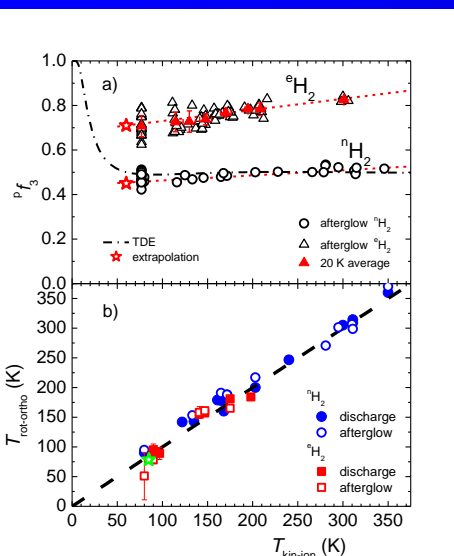 1.0
a)
ᵉH₂
0.8
ᵖf₃
0.6
ⁿH₂
0.4
afterglow ⁿH₂
TDE
afterglow ᵉH₂
0.2
extrapolation
20 K average
0.0
350
b)
300
250
T_rot-ortho (K)
200
ⁿH₂
150
discharge
afterglow
100
ᵉH₂
discharge
50
afterglow
0
0 50 100 150 200 250 300 350
T_kin-ion (K)